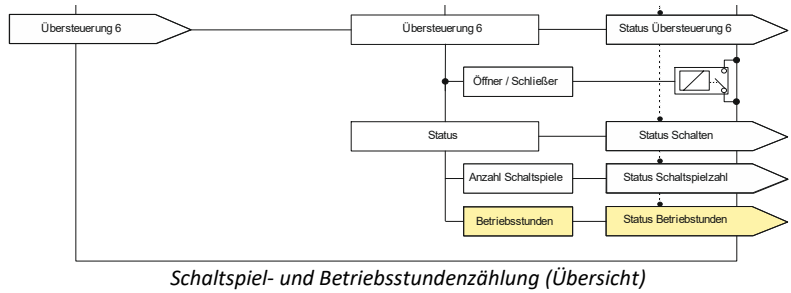 Übersteuerung 6
Übersteuerung 6
Status Übersteuerung 6
Öffner / Schließer
Status
Status Schalten
Anzahl Schaltspiele
Status Schaltspielzahl
Betriebsstunden
Status Betriebstunden
Schaltspiel- und Betriebsstundenzählung (Übersicht)